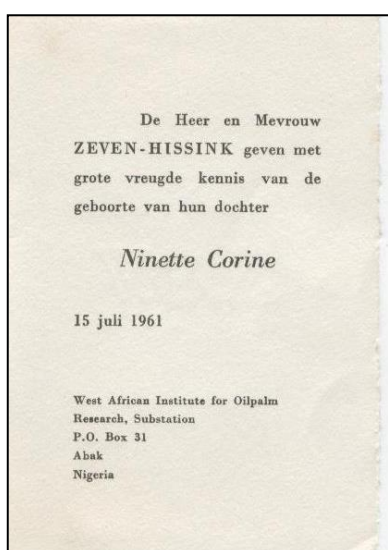 De Heer en Mevrouw
ZEVEN-HISSINK geven met
grote vreugde kennis van de
geboorte van hun dochter
Ninette Corine
15 juli 1961
West African Institute for Oilpalm
Research, Substation
P.O. Box 31
Abak
Nigeria